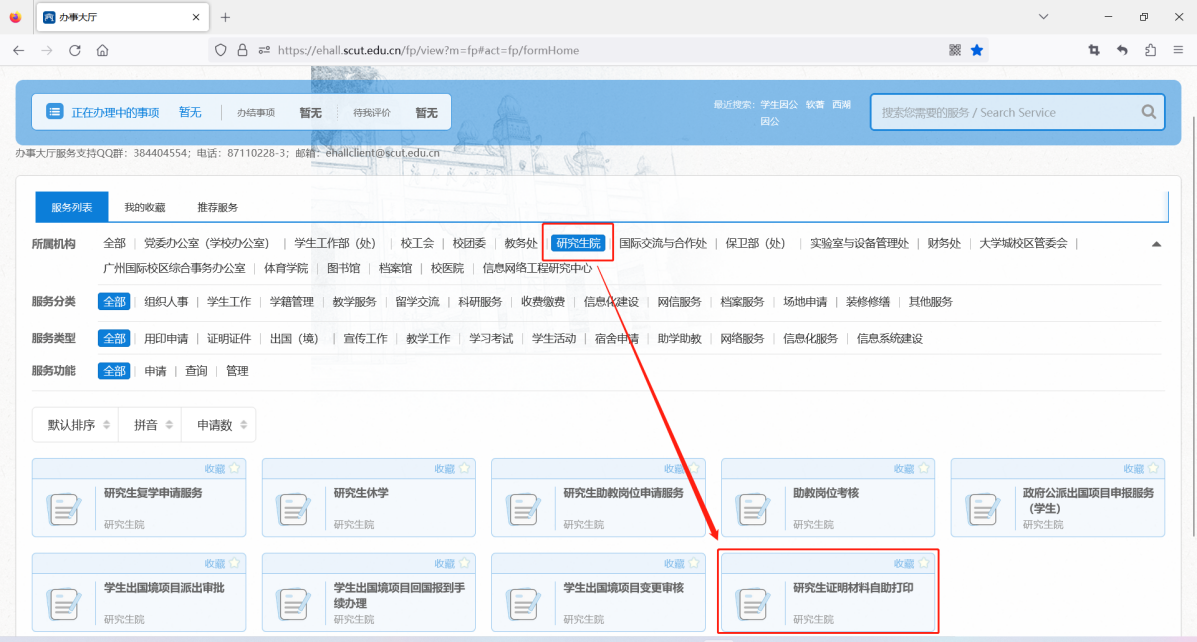 办事大厅
https://ehall.scut.edu.cn/fp/view?m=fp#act=fp/formHome
正在办理中的事项 暂无 办结事项 暂无 待我评价 暂无
最近搜索： 学生因公 软著 西湖
因公
搜索您需要的服务 / Search Service
办事大厅服务支持QQ群：384404554；电话：87110228-3；邮箱：ehallclient@scut.edu.cn
服务列表 我的收藏 推荐服务
所属机构 全部 | 党委办公室（学校办公室） | 学生工作部（处） | 校工会 | 校团委 | 教务处 研究生院 国际交流与合作处 | 保卫部（处） | 实验室与设备管理处 | 财务处 | 大学城校区管委会 |
广州国际校区综合事务办公室 | 体育学院 | 图书馆 | 档案馆 | 校医院 | 信息网络工程研究中心
服务分类 全部 | 组织人事 | 学生工作 | 学籍管理 | 教学服务 | 留学交流 | 科研服务 | 收费缴费 | 信息化建设 | 网信服务 | 档案服务 | 场地申请 | 装修修缮 | 其他服务
服务类型 全部 | 用印申请 | 证明证件 | 出国（境） | 宣传工作 | 教学工作 | 学习考试 | 学生活动 | 宿舍申请 | 助学助教 | 网络服务 | 信息化服务 | 信息系统建设
服务功能 全部 | 申请 | 查询 | 管理
默认排序 拼音 申请数
收藏 收藏 收藏 收藏 收藏
研究生复学申请服务 研究生休学 研究生助教岗位申请服务 助教岗位考核 政府公派出国项目申报服务
（学生）
研究生院 研究生院 研究生院 研究生院 研究生院
收藏 收藏 收藏 收藏
学生出国境项目派出审批 学生出国境项目回国报到手 学生出国境项目变更审核 研究生证明材料自助打印
续办理
研究生院 研究生院 研究生院 研究生院